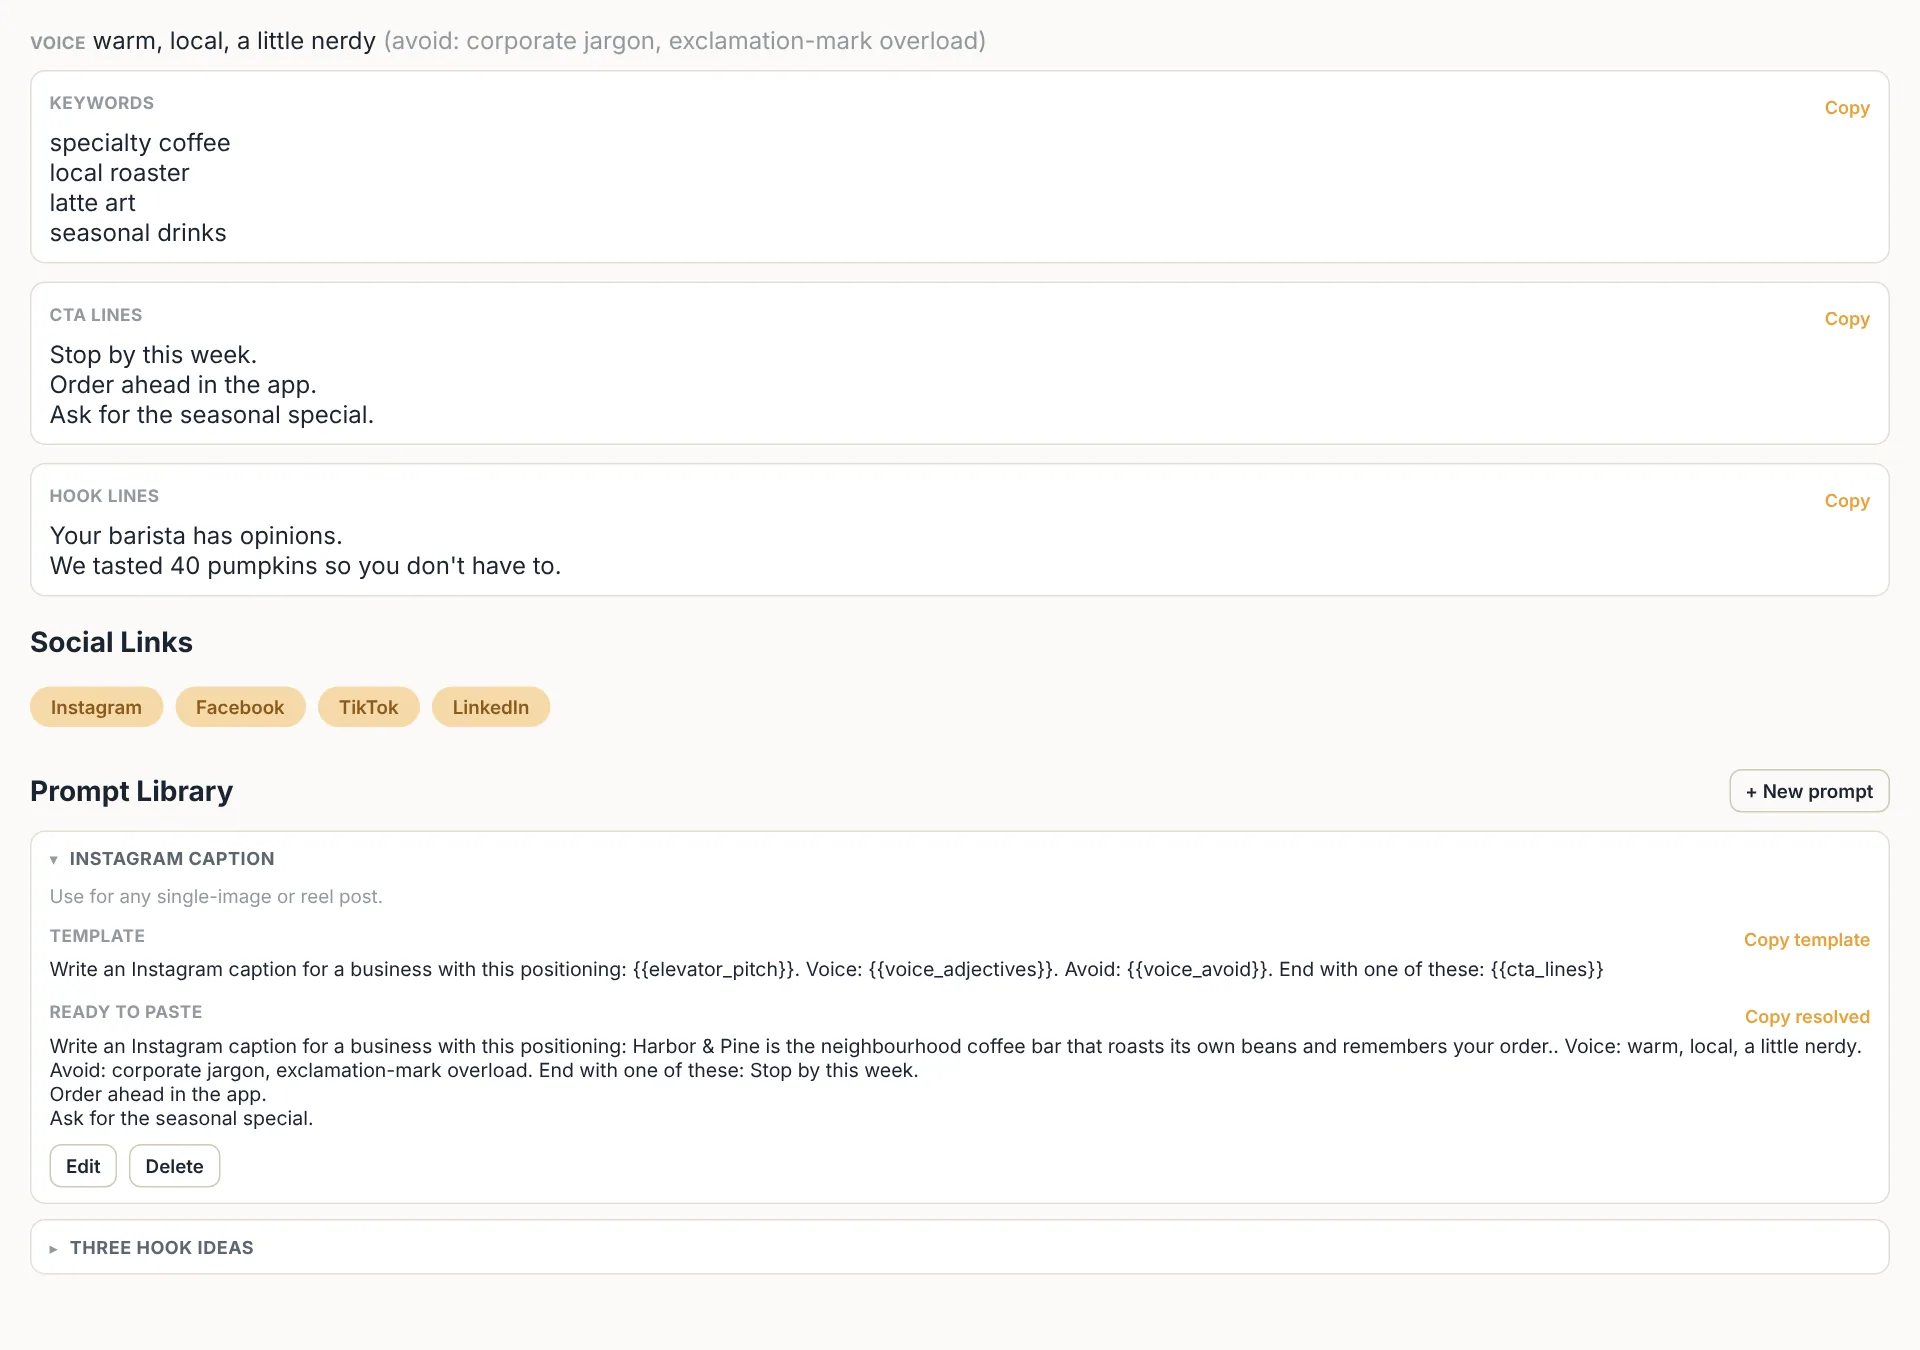 VOICE warm, local, a little nerdy (avoid: corporate jargon, exclamation-mark overload)
KEYWORDS
Copy
specialty coffee
local roaster
latte art
seasonal drinks
CTA LINES
Copy
Stop by this week.
Order ahead in the app.
Ask for the seasonal special.
HOOK LINES
Copy
Your barista has opinions.
We tasted 40 pumpkins so you don't have to.
Social Links
Instagram
Facebook
TikTok
LinkedIn
Prompt Library
+ New prompt
▾ INSTAGRAM CAPTION
Use for any single-image or reel post.
TEMPLATE
Copy template
Write an Instagram caption for a business with this positioning: {{elevator_pitch}}. Voice: {{voice_adjectives}}. Avoid: {{voice_avoid}}. End with one of these: {{cta_lines}}
READY TO PASTE
Copy resolved
Write an Instagram caption for a business with this positioning: Harbor & Pine is the neighbourhood coffee bar that roasts its own beans and remembers your order.. Voice: warm, local, a little nerdy.
Avoid: corporate jargon, exclamation-mark overload. End with one of these: Stop by this week.
Order ahead in the app.
Ask for the seasonal special.
Edit
Delete
▸ THREE HOOK IDEAS